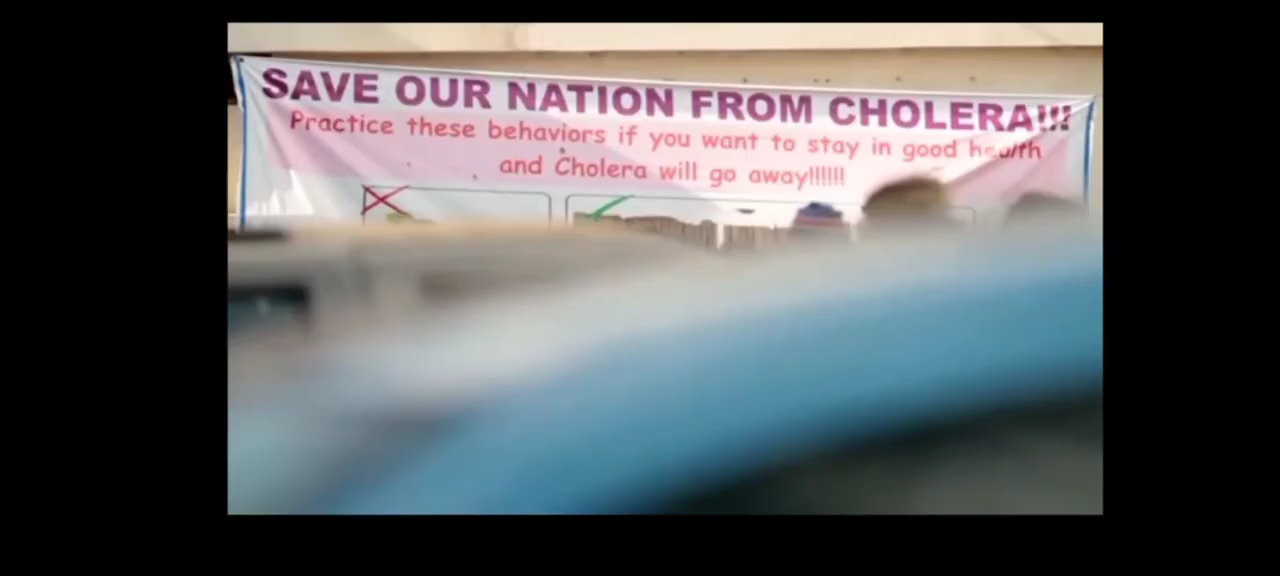 SAVE OUR NATION FROM CHOLERA!!!
Practice these behaviors if you want to stay in good health
and Cholera will go away!!!!!!